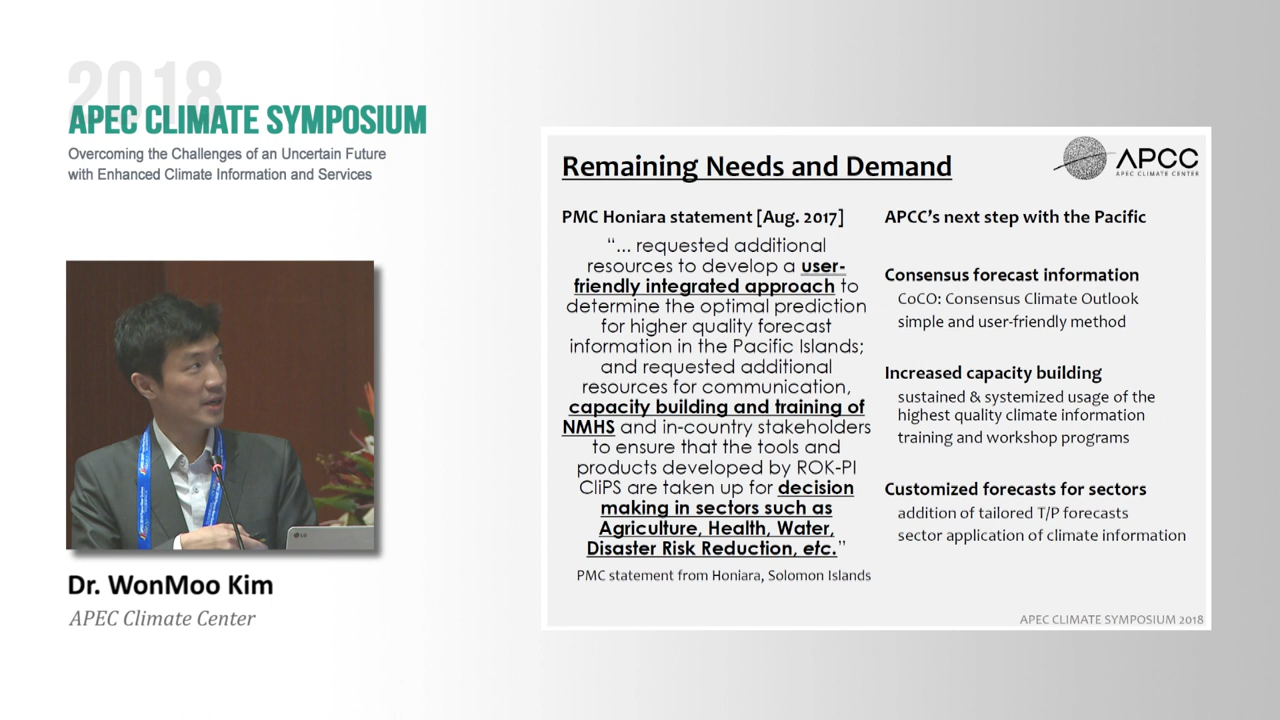 2018
APEC CLIMATE SYMPOSIUM
Overcoming the Challenges of an Uncertain Future
with Enhanced Climate Information and Services
LG
Dr. WonMoo Kim
APEC Climate Center
Remaining Needs and Demand
APCC
APEC CLIMATE CENTER
PMC Honiara statement [Aug. 2017]
“... requested additional
resources to develop a user-
friendly integrated approach to
determine the optimal prediction
for higher quality forecast
information in the Pacific Islands;
and requested additional
resources for communication,
capacity building and training of
NMHS and in-country stakeholders
to ensure that the tools and
products developed by ROK-PI
CliPS are taken up for decision
making in sectors such as
Agriculture, Health, Water,
Disaster Risk Reduction, etc.”
PMC statement from Honiara, Solomon Islands
APCC’s next step with the Pacific
Consensus forecast information
CoCO: Consensus Climate Outlook
simple and user-friendly method
Increased capacity building
sustained & systemized usage of the
highest quality climate information
training and workshop programs
Customized forecasts for sectors
addition of tailored T/P forecasts
sector application of climate information
APEC CLIMATE SYMPOSIUM 2018